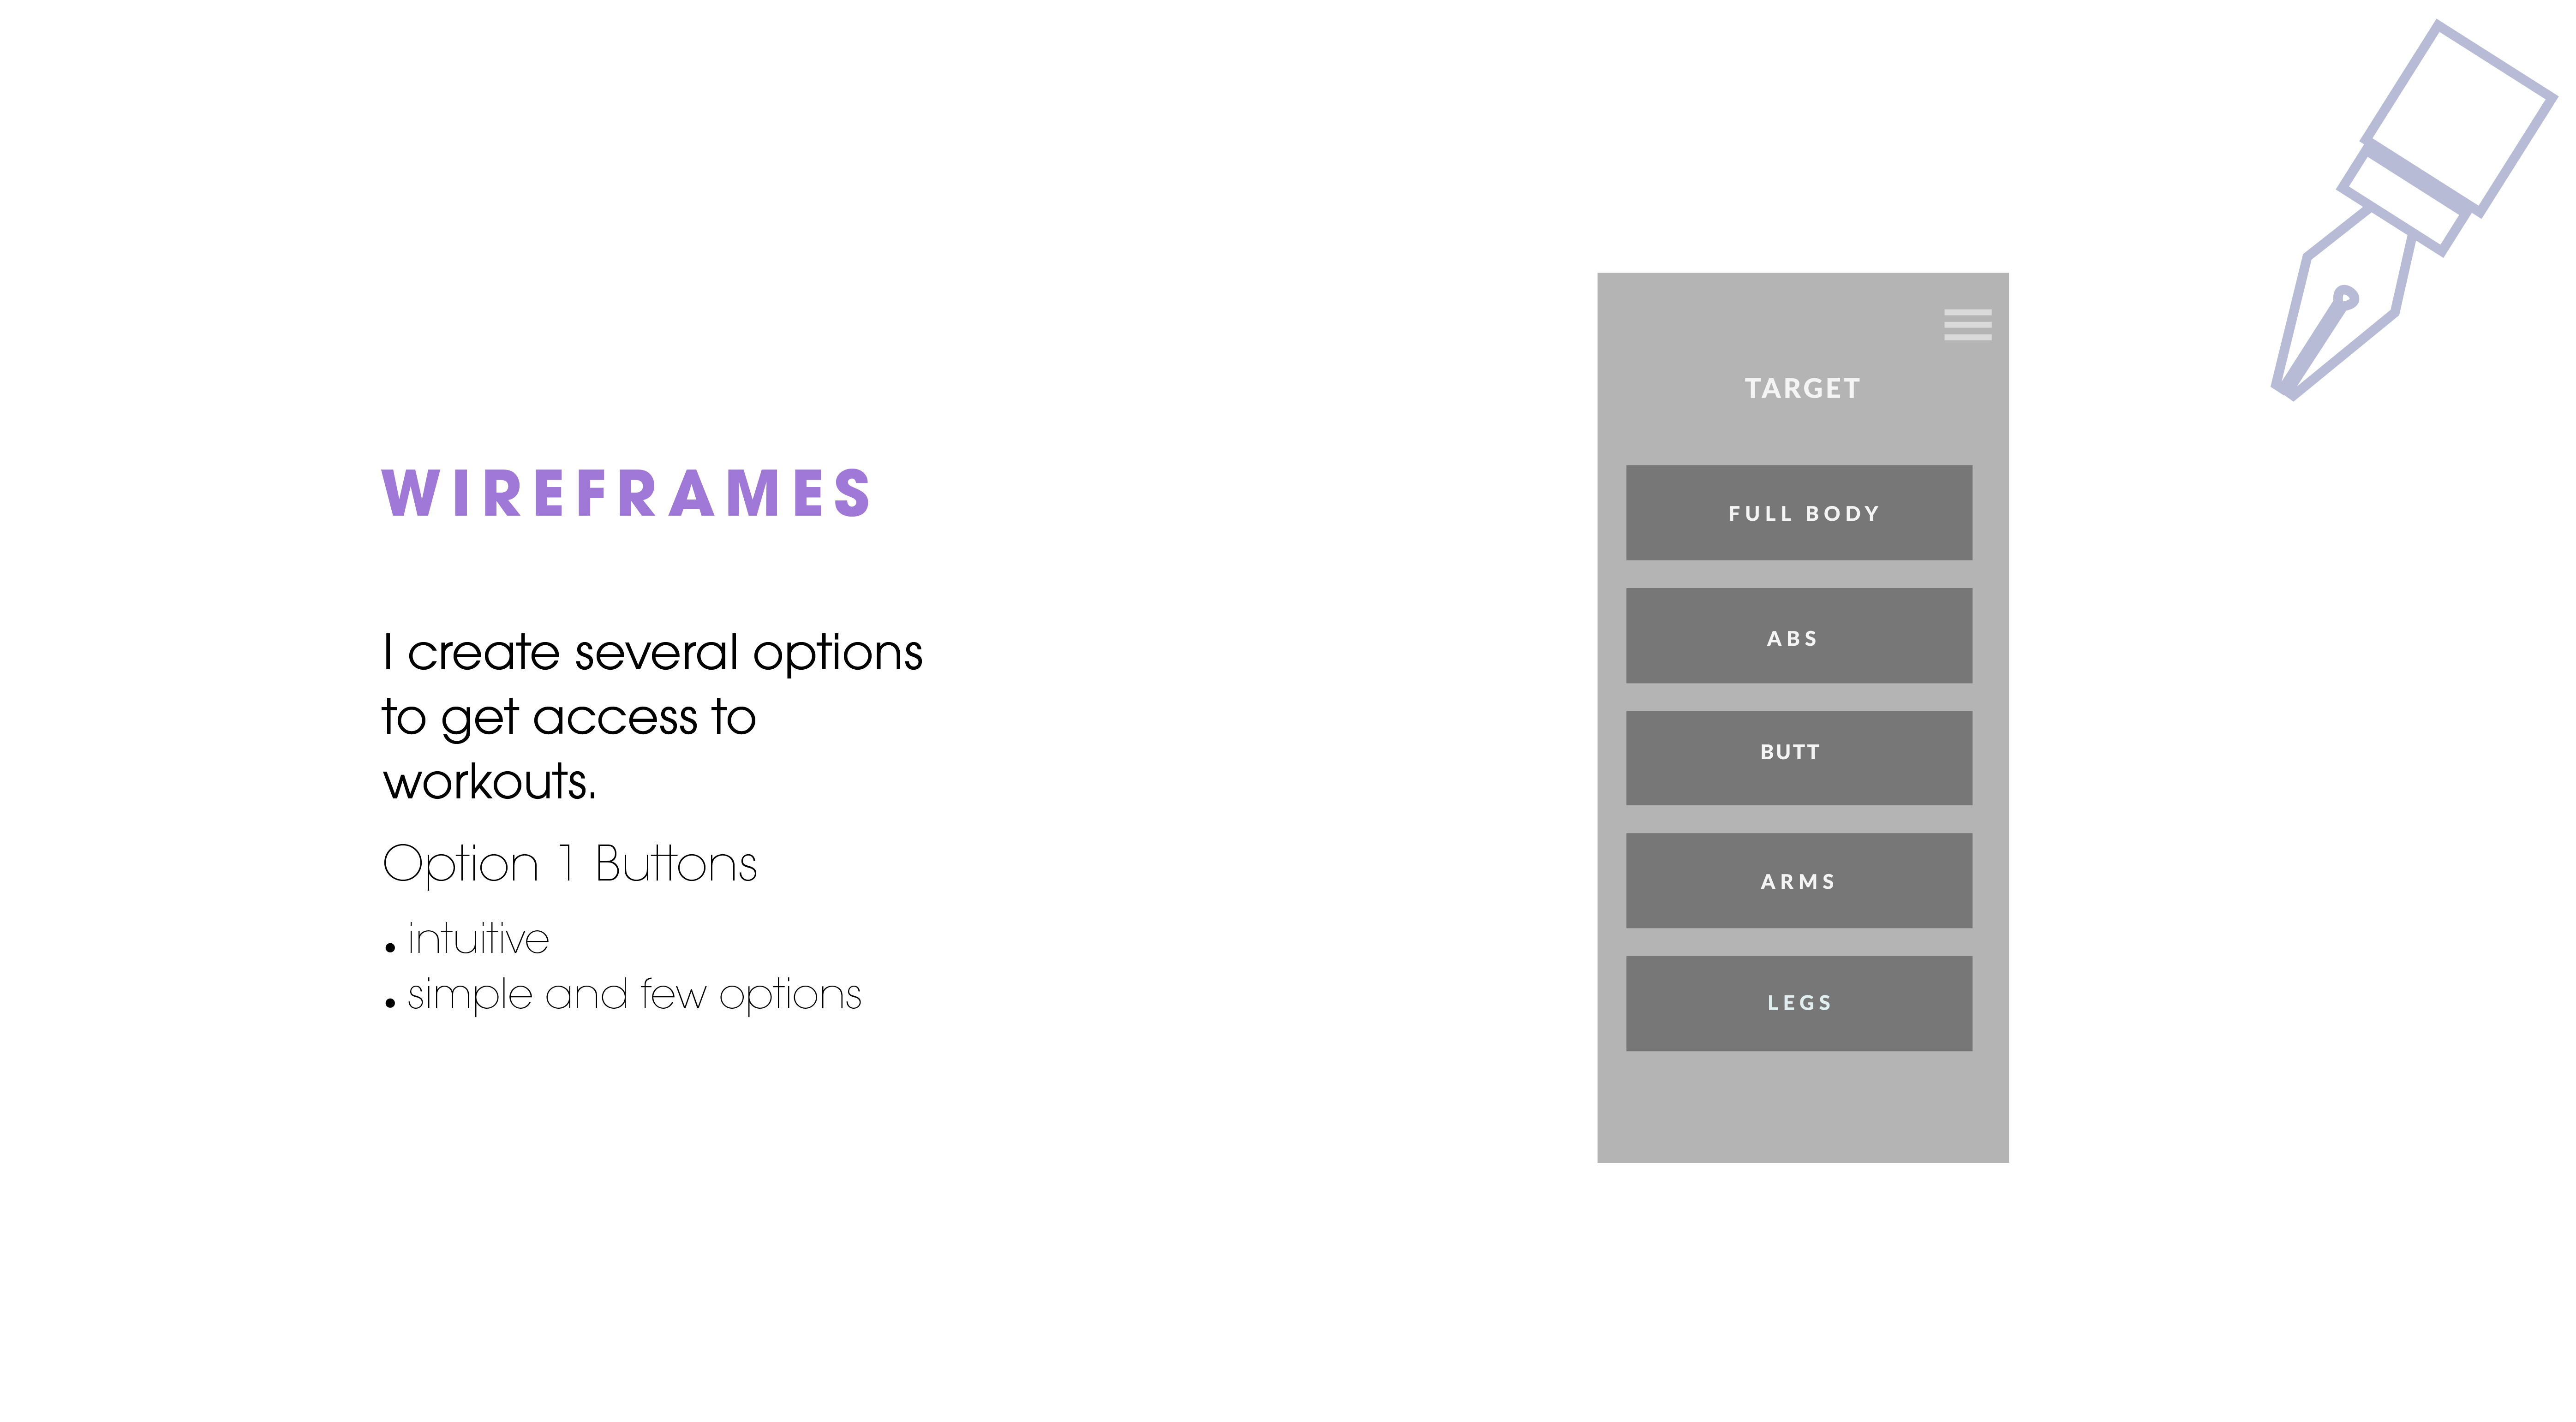 WIREFRAMES
I create several options
to get access to
workouts.
Option 1 Buttons
• intuitive
• simple and few options
TARGET
FULL BODY
ABS
BUTT
ARMS
LEGS